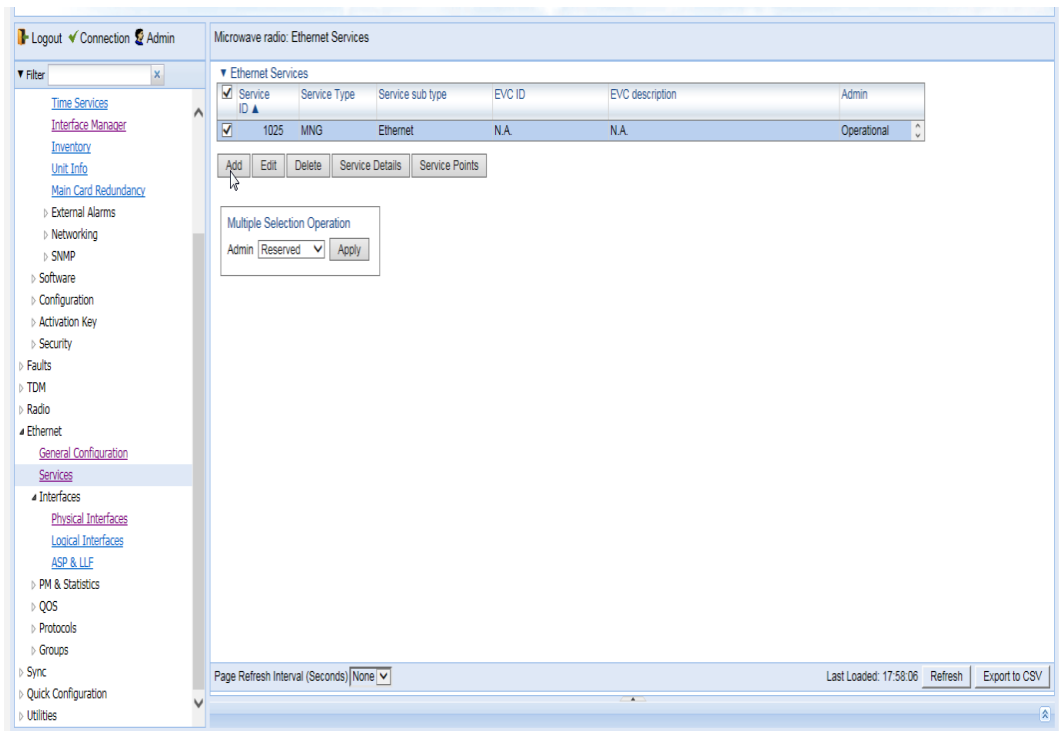 Logout Connection Admin
Microwave radio: Ethernet Services
▼ Filter x
Time Services
Interface Manager
Inventory
Unit Info
Main Card Redundancy
External Alarms
Networking
SNMP
Software
Configuration
Activation Key
Security
Faults
TDM
Radio
Ethernet
General Configuration
Services
Interfaces
Physical Interfaces
Logical Interfaces
ASP & LLF
PM & Statistics
QOS
Protocols
Groups
Sync
Quick Configuration
Utilities
▼ Ethernet Services
Service ID ▲ Service Type Service sub type EVC ID EVC description Admin
1025 MNG Ethernet N.A. N.A. Operational
Add Edit Delete Service Details Service Points
Multiple Selection Operation
Admin Reserved Apply
Page Refresh Interval (Seconds) None Last Loaded: 17:58:06 Refresh Export to CSV